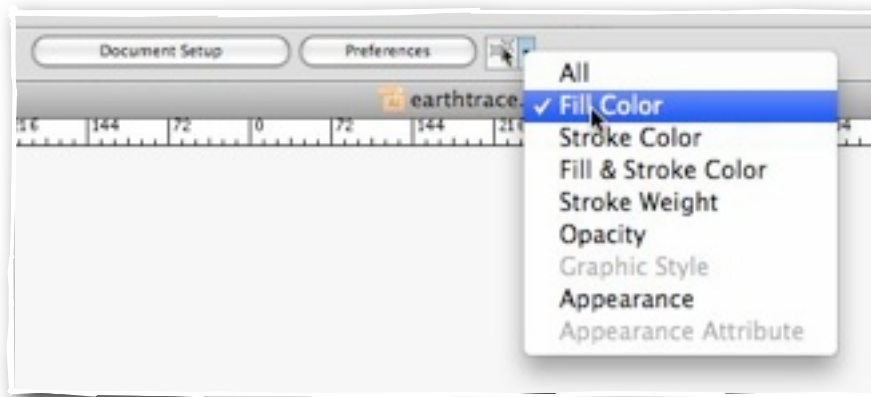 Document Setup Preferences
earthtrace.
216 144 72 0 72 144 216
All
✓ Fill Color
Stroke Color
Fill & Stroke Color
Stroke Weight
Opacity
Graphic Style
Appearance
Appearance Attribute